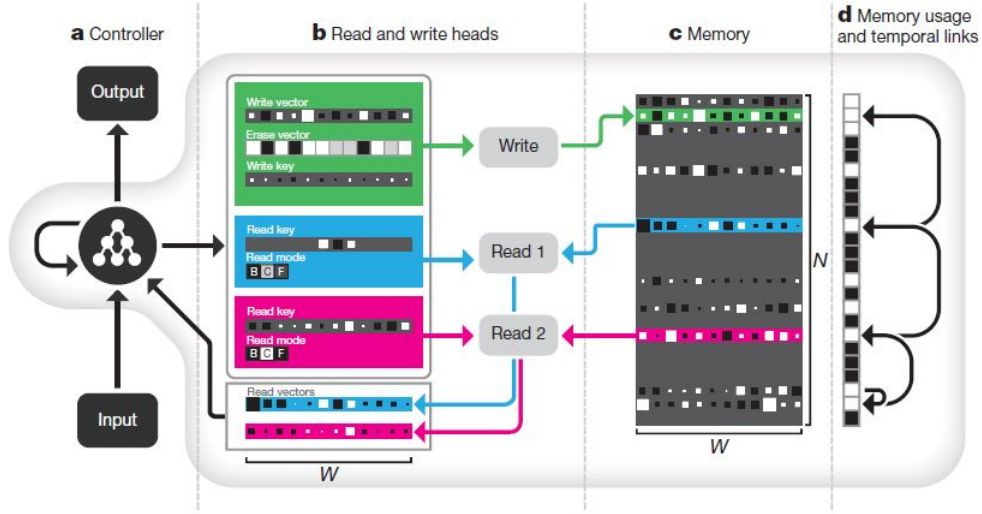 a Controller
b Read and write heads
c Memory
d Memory usage
and temporal links
Output
Input
Write vector
Erase vector
Write key
Read key
Read mode
B C F
Read key
Read mode
B C F
Read vectors
W
Write
Read 1
Read 2
N
W